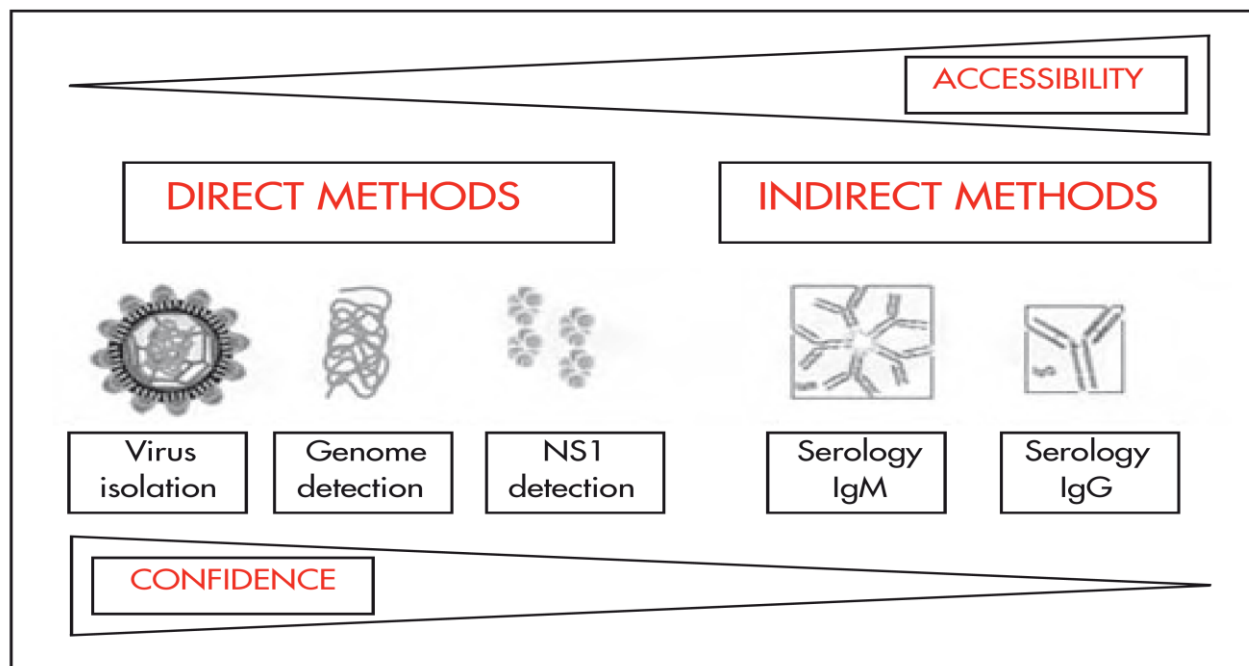 ACCESSIBILITY
DIRECT METHODS
INDIRECT METHODS
Virus
isolation
Genome
detection
NS1
detection
Serology
IgM
Serology
IgG
CONFIDENCE